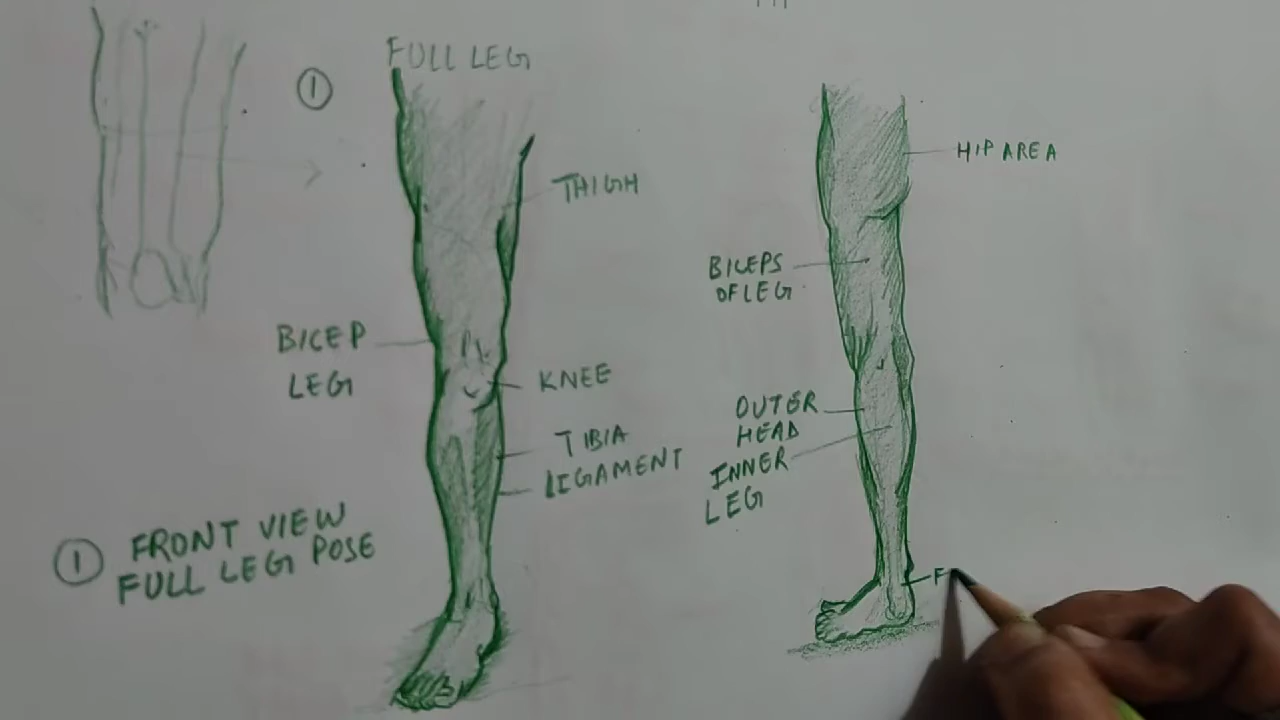 FULL LEG
1
THIGH
BICEP
LEG
KNEE
TIBIA
LIGAMENT
1 FRONT VIEW
FULL LEG POSE
HIP AREA
BICEPS
OF LEG
OUTER
HEAD
INNER
LEG
F